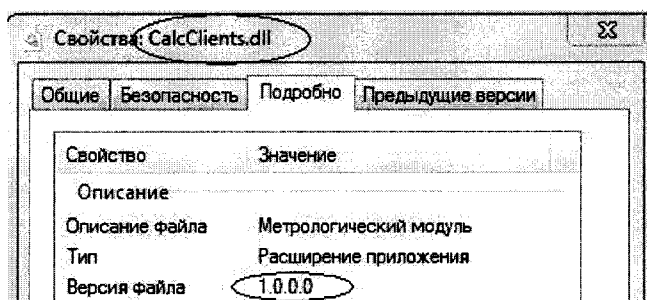 Свойства: CalcClients.dll
Общие Безопасность Подробно Предыдущие версии
Свойство Значение
Описание
Описание файла Метрологический модуль
Тип Расширение приложения
Версия файла 1.0.0.0